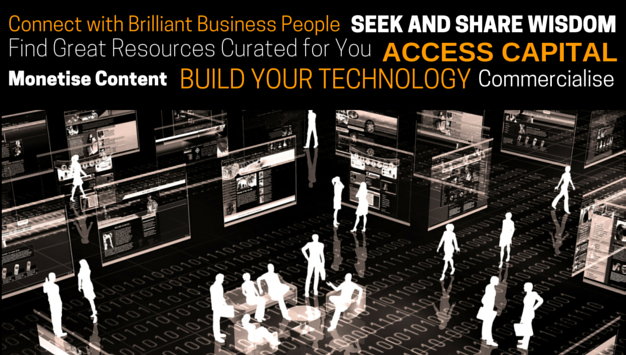 Connect with Brilliant Business People SEEK AND SHARE WISDOM
Find Great Resources Curated for You ACCESS CAPITAL
Monetise Content BUILD YOUR TECHNOLOGY Commercialise